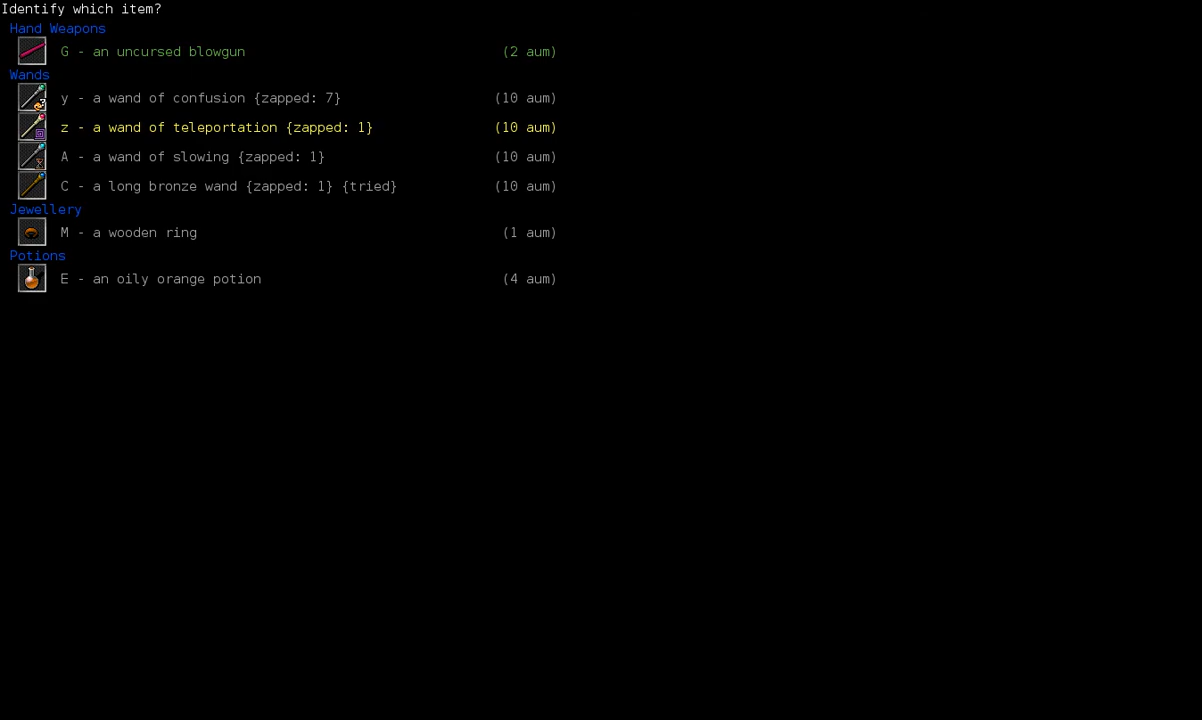 Identify which item?
Hand Weapons
G - an uncursed blowgun (2 aum)
Wands
y - a wand of confusion {zapped: 7} (10 aum)
z - a wand of teleportation {zapped: 1} (10 aum)
A - a wand of slowing {zapped: 1} (10 aum)
C - a long bronze wand {zapped: 1} {tried} (10 aum)
Jewellery
M - a wooden ring (1 aum)
Potions
E - an oily orange potion (4 aum)